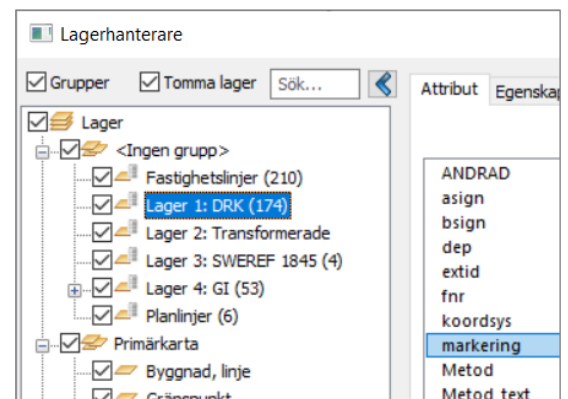 Lagerhanterare
Grupper Tomma lager Sök...
Lager
<Ingen grupp>
Fastighetslinjer (210)
Lager 1: DRK (174)
Lager 2: Transformerade
Lager 3: SWEREF 1845 (4)
Lager 4: GI (53)
Planlinjer (6)
Primärkarta
Byggnad, linje
Gränspunkt
Attribut Egenskap
ANDRAD
asign
bsign
dep
extid
fnr
koordsys
markering
Metod
Metod_text